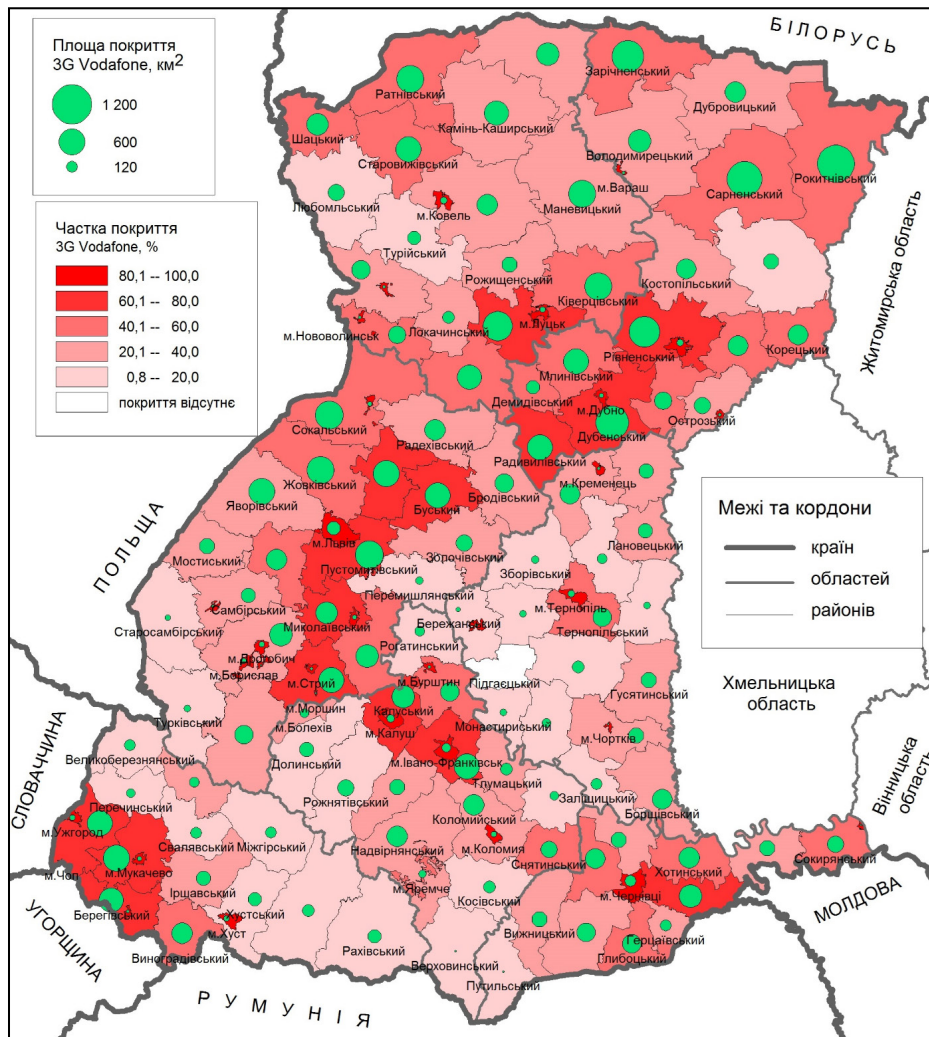 БІЛОРУСЬ
Площа покриття
3G Vodafone, км2
1 200
600
120
Частка покриття
3G Vodafone, %
80,1 -- 100,0
60,1 -- 80,0
40,1 -- 60,0
20,1 -- 40,0
0,8 -- 20,0
покриття відсутнє
Зарічненський
Ратнівський
Дубровицький
Камінь-Каширський
Шацький
Старовижівський
Володимирецький
м.Вараш
Сарненський
Рокитнівський
Любомльський
м.Ковель
Маневицький
Турійський
Житомирська область
Рожищенський
Костопільський
Ківерцівський
м.Нововолинськ
Локачинський
м.Луцьк
Рівненський
Корецький
Млинівський
Демидівський
м.Дубно
Острозький
Сокальський
Дубенський
Радехівський
Радивилівський
м.Кременець
Жовківський
Яворівський
Буський
Бродівський
Межі та кордони
країн
областей
районів
ПОЛЬЩА
м.Львів
Лановецький
Мостиський
Пустомитівський
Золочівський
Зборівський
Перемишлянський
Самбірський
м.Тернопіль
Старосамбірський
Миколаївський
Бережанський
Тернопільський
Рогатинський
м.Дрогобич
м.Борислав
м.Стрий
м.Бурштин
Підгаєцький
Гусятинський
Хмельницька
область
м.Моршин
Калуський
Турківський
м.Болехів
м.Калуш
Монастириський
м.Чортків
СЛОВАЧЧИНА
Великоберезнянський
Долинський
м.Івано-Франківськ
Вінницька
область
Тлумацький
Перечинський
Рожнятівський
Заліщицький
Борщівський
м.Ужгород
Коломийський
Свалявський
Міжгірський
Надвірнянський
м.Коломия
Снятинський
Сокирянський
м.Чоп
м.Мукачево
Хотинський
м.Яремче
Іршавський
м.Чернівці
МОЛДОВА
Берегівський
Хустський
Косівський
м.Хуст
Вижницький
Герцаївський
УГОРЩИНА
Виноградівський
Рахівський
Глибоцький
Верховинський
Путильський
РУМУНІЯ